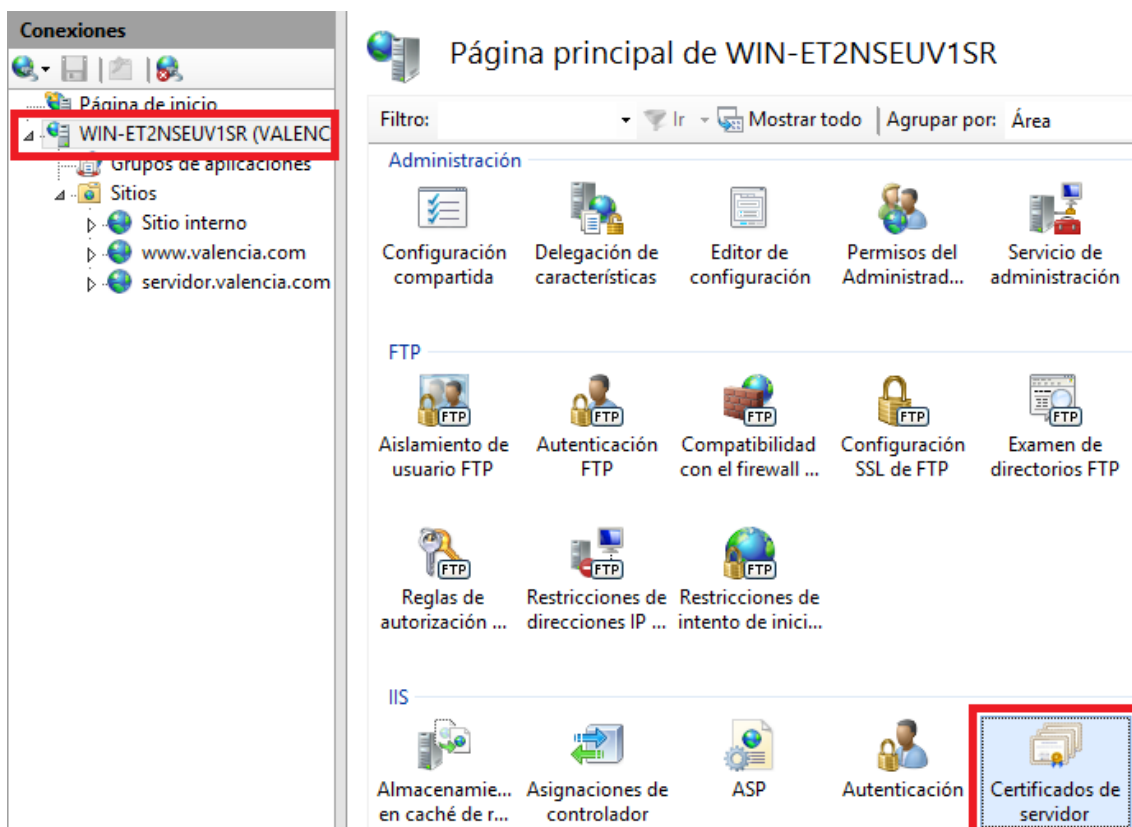 Conexiones
Página de inicio
WIN-ET2NSEUV1SR (VALENC
Grupos de aplicaciones
Sitios
Sitio interno
www.valencia.com
servidor.valencia.com
Página principal de WIN-ET2NSEUV1SR
Filtro: Ir Mostrar todo Agrupar por: Área
Administración
Configuración compartida
Delegación de características
Editor de configuración
Permisos del Administrad...
Servicio de administración
FTP
FTP
Aislamiento de usuario FTP
FTP
Autenticación FTP
FTP
Compatibilidad con el firewall ...
FTP
Configuración SSL de FTP
FTP
Examen de directorios FTP
FTP
Reglas de autorización ...
FTP
Restricciones de direcciones IP ...
FTP
Restricciones de intento de inici...
IIS
Almacenamie... en caché de r...
Asignaciones de controlador
ASP
Autenticación
Certificados de servidor